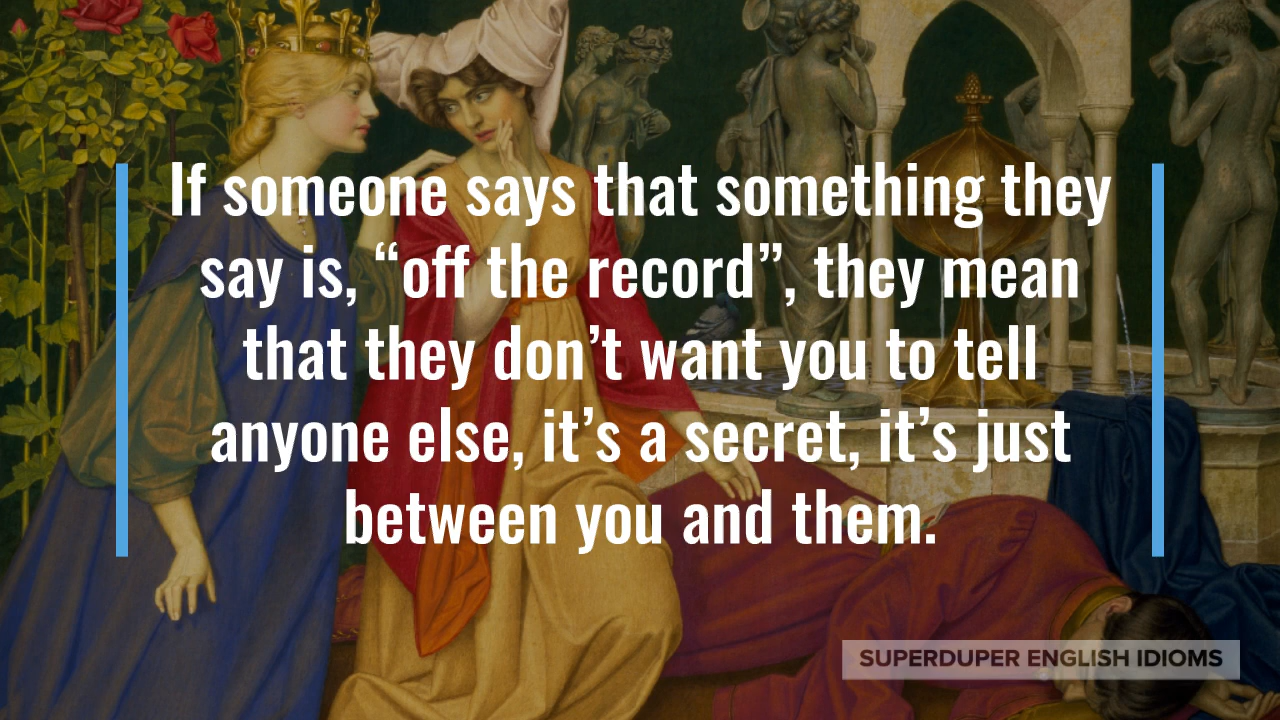 If someone says that something they
say is, “off the record”, they mean
that they don’t want you to tell
anyone else, it’s a secret, it’s just
between you and them.
SUPERDUPER ENGLISH IDIOMS